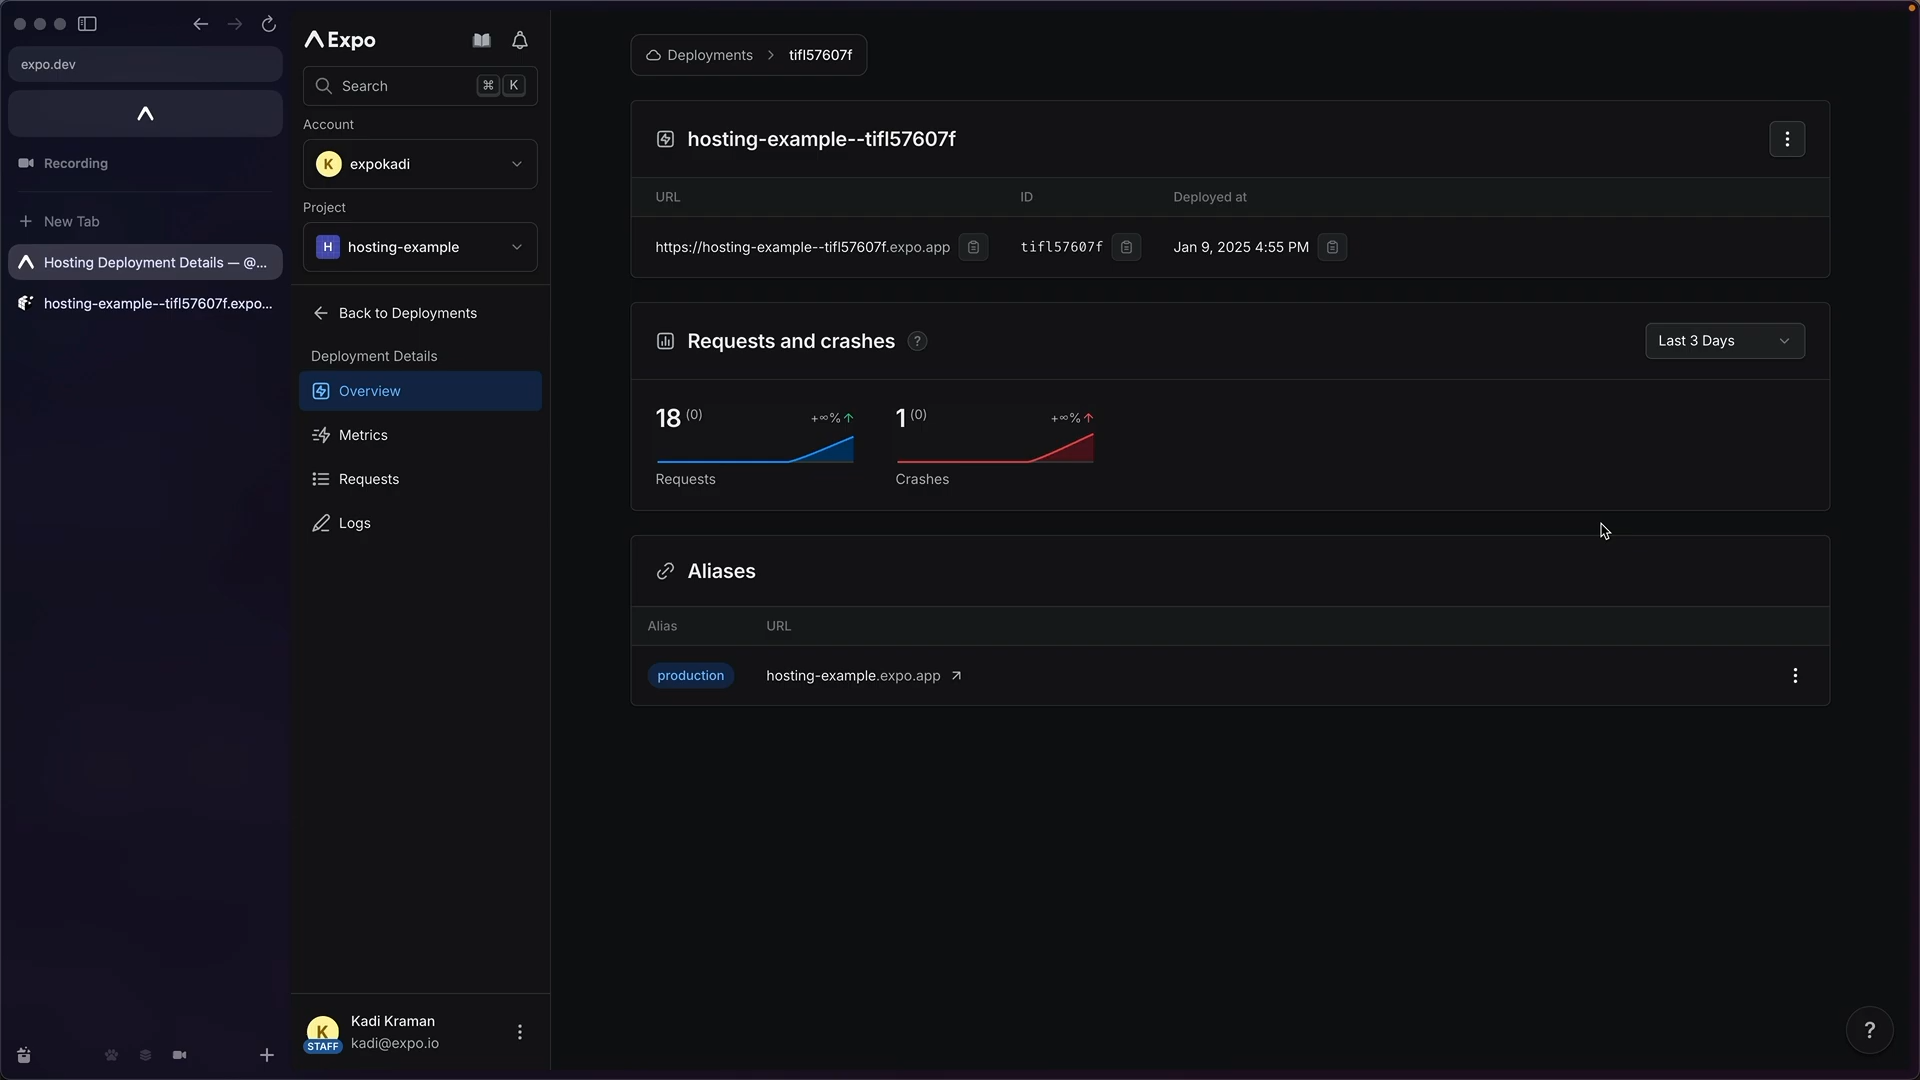 expo.dev
Recording
New Tab
Hosting Deployment Details — @...
hosting-example--tifl57607f.expo...
Expo
Search
⌘ K
Account
K expokadi
Project
H hosting-example
Back to Deployments
Deployment Details
Overview
Metrics
Requests
Logs
K
STAFF
Kadi Kraman
kadi@expo.io
Deployments > tifl57607f
hosting-example--tifl57607f
URL ID Deployed at
https://hosting-example--tifl57607f.expo.app tifl57607f Jan 9, 2025 4:55 PM
Requests and crashes ?
Last 3 Days
18 (0) +∞% ↑
Requests
1 (0) +∞% ↑
Crashes
Aliases
Alias URL
production hosting-example.expo.app
?